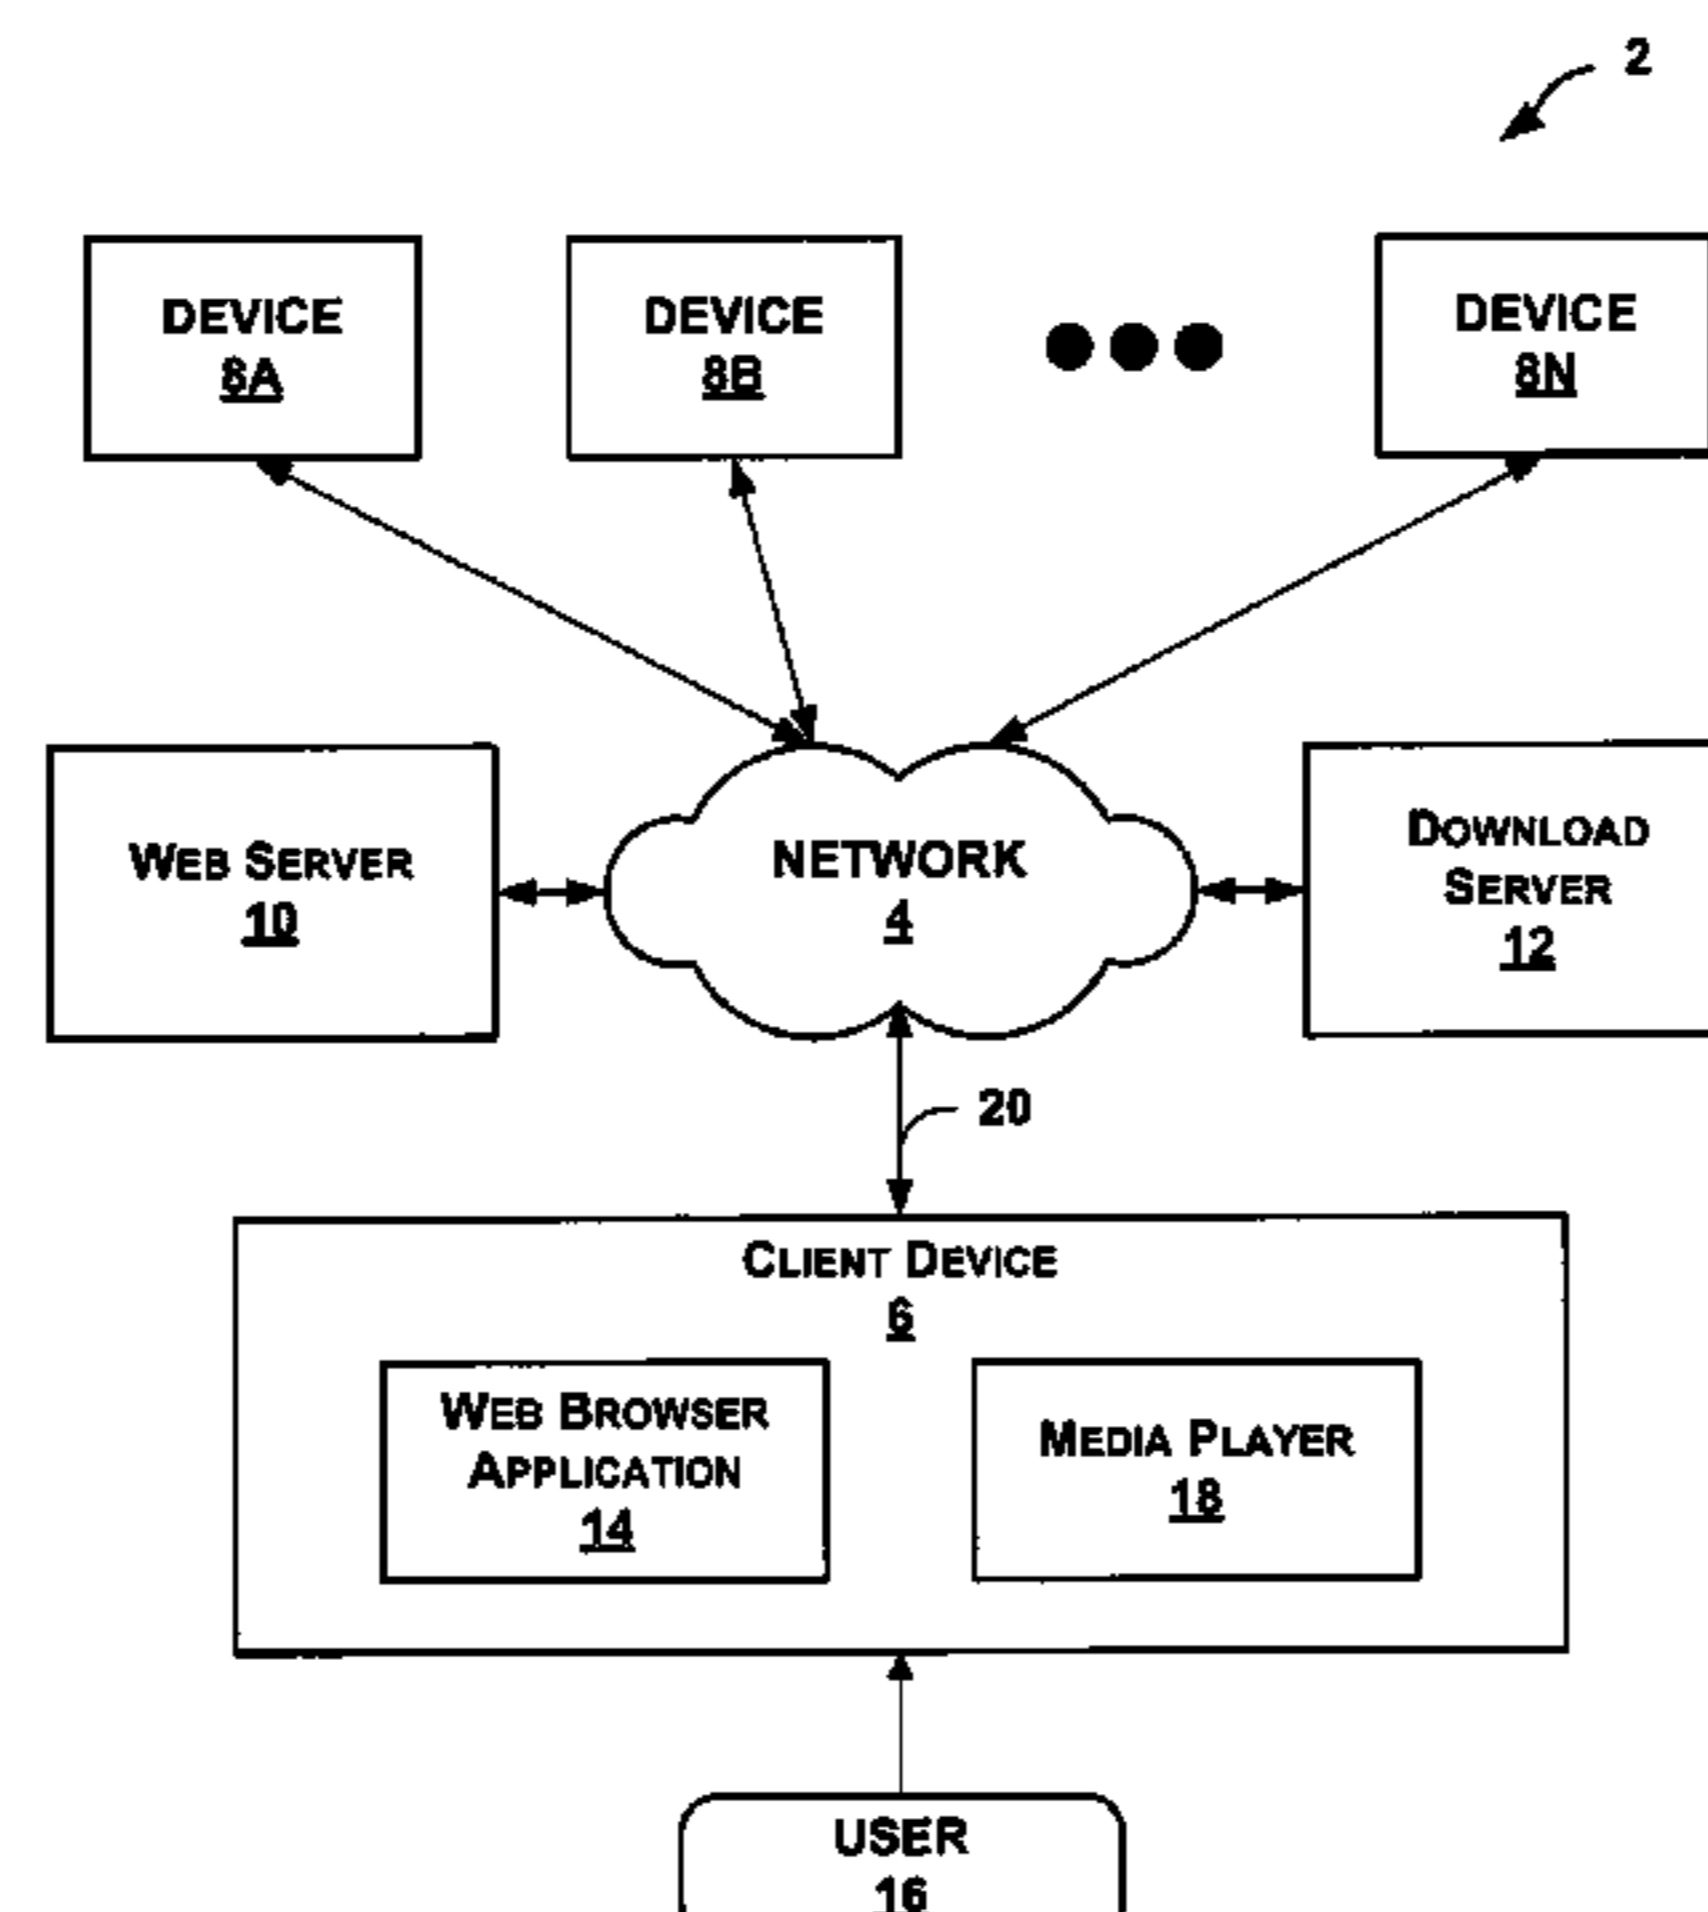 2
DEVICE
8A
DEVICE
8B
DEVICE
8N
WEB SERVER
10
NETWORK
4
DOWNLOAD
SERVER
12
20
CLIENT DEVICE
6
WEB BROWSER
APPLICATION
14
MEDIA PLAYER
18
USER
16